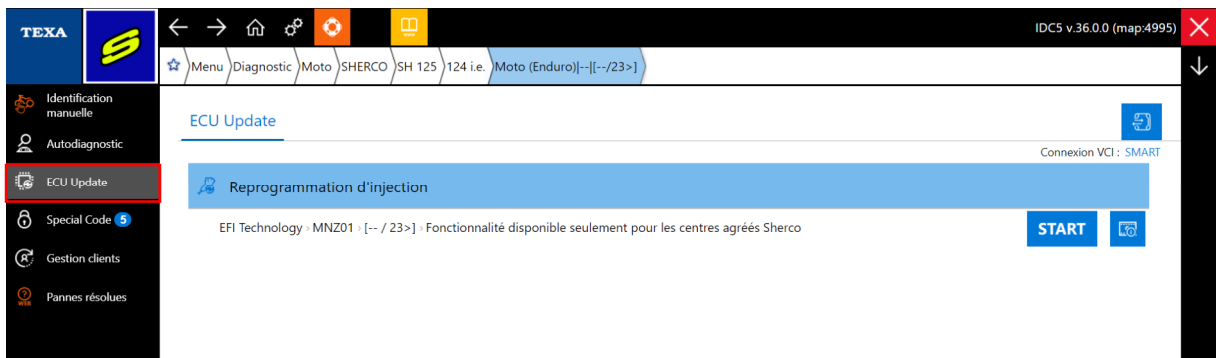 TEXA
IDC5 v.36.0.0 (map:4995)
Menu Diagnostic Moto SHERCO SH 125 124 i.e. Moto (Enduro)|--|[--/23>]
Identification
manuelle
Autodiagnostic
ECU Update
Special Code 5
Gestion clients
WEB
Pannes résolues
ECU Update
Connexion VCI : SMART
Reprogrammation d'injection
EFI Technology › MNZ01 › [-- / 23>] › Fonctionnalité disponible seulement pour les centres agréés Sherco
START